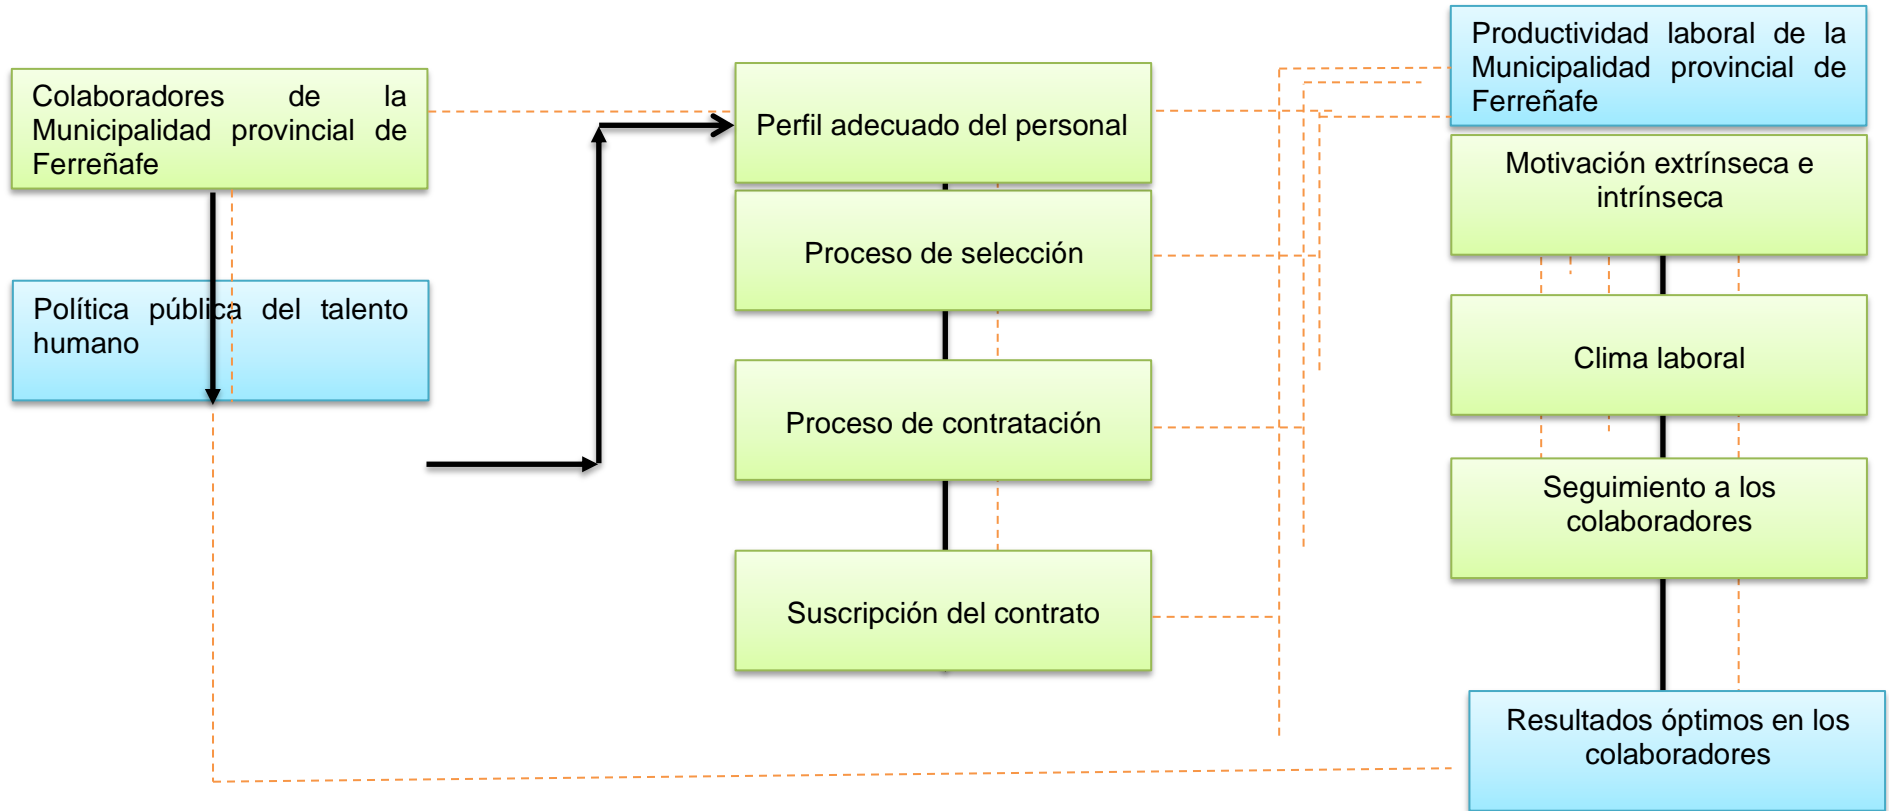 Colaboradores de la
Municipalidad provincial de
Ferreñafe
Política pública del talento
humano
Perfil adecuado del personal
Proceso de selección
Proceso de contratación
Suscripción del contrato
Productividad laboral de la
Municipalidad provincial de
Ferreñafe
Motivación extrínseca e
intrínseca
Clima laboral
Seguimiento a los
colaboradores
Resultados óptimos en los
colaboradores